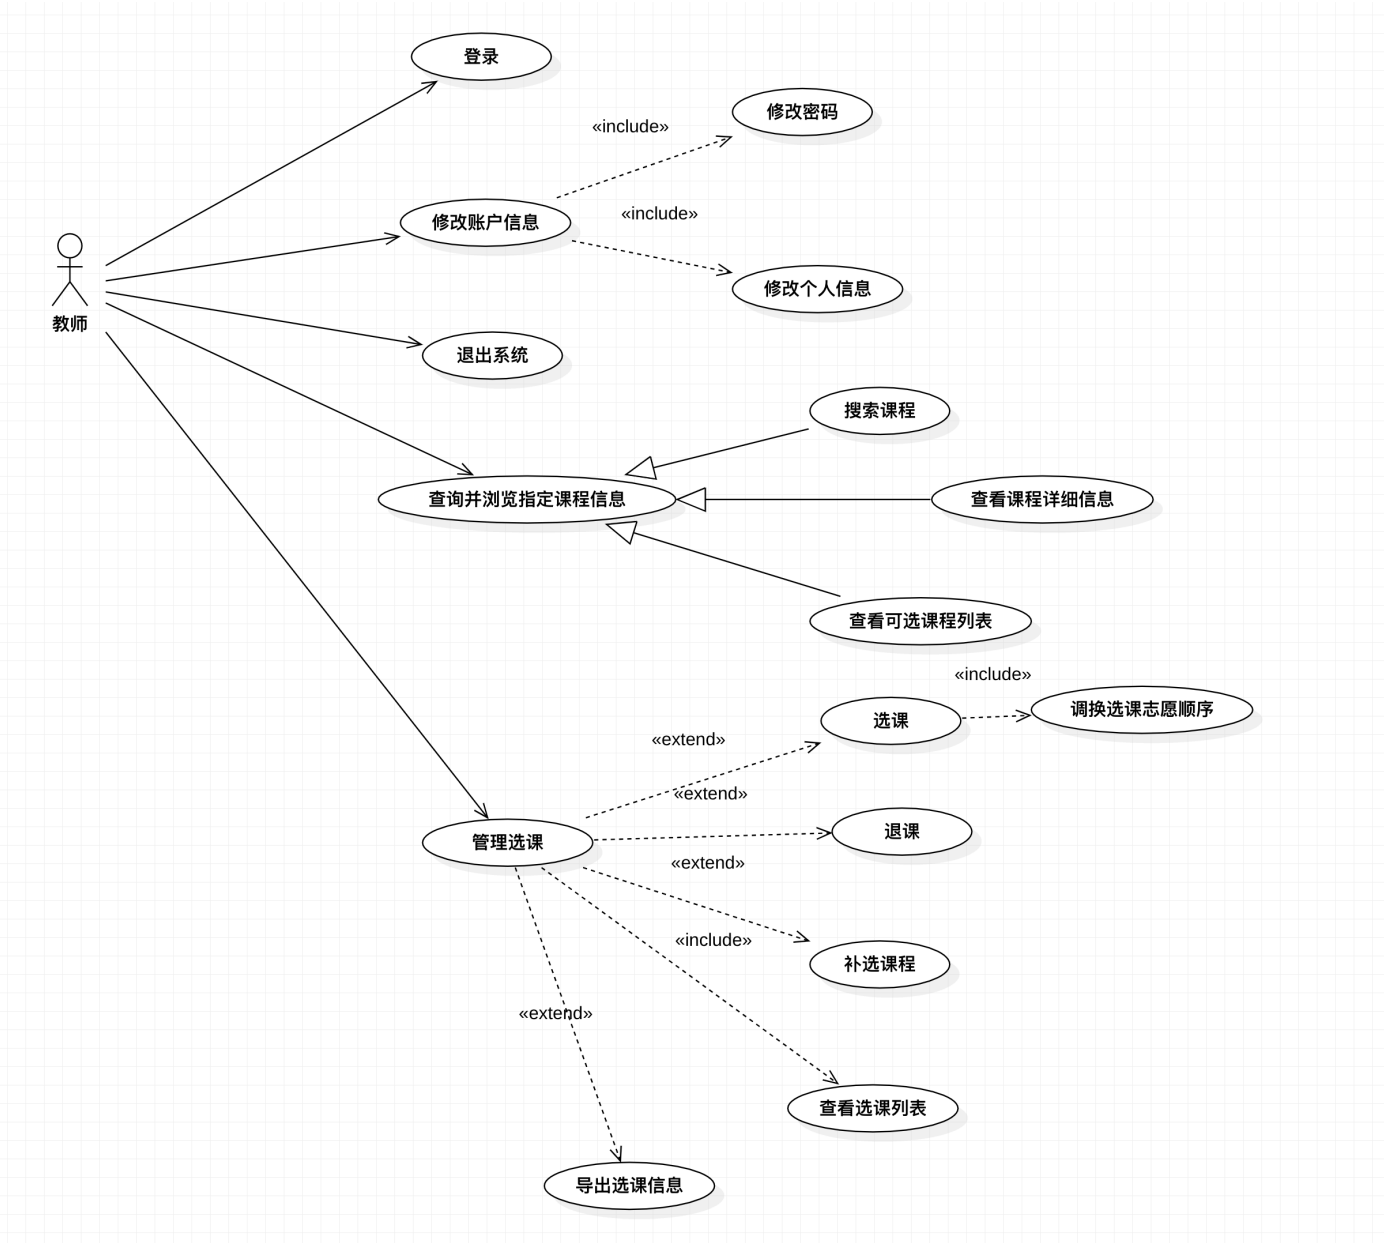 登录
修改密码
«include»
修改账户信息
«include»
修改个人信息
教师
退出系统
搜索课程
查询并浏览指定课程信息
查看课程详细信息
查看可选课程列表
«include»
选课
调换选课志愿顺序
«extend»
«extend»
管理选课
退课
«extend»
«include»
补选课程
«extend»
查看选课列表
导出选课信息